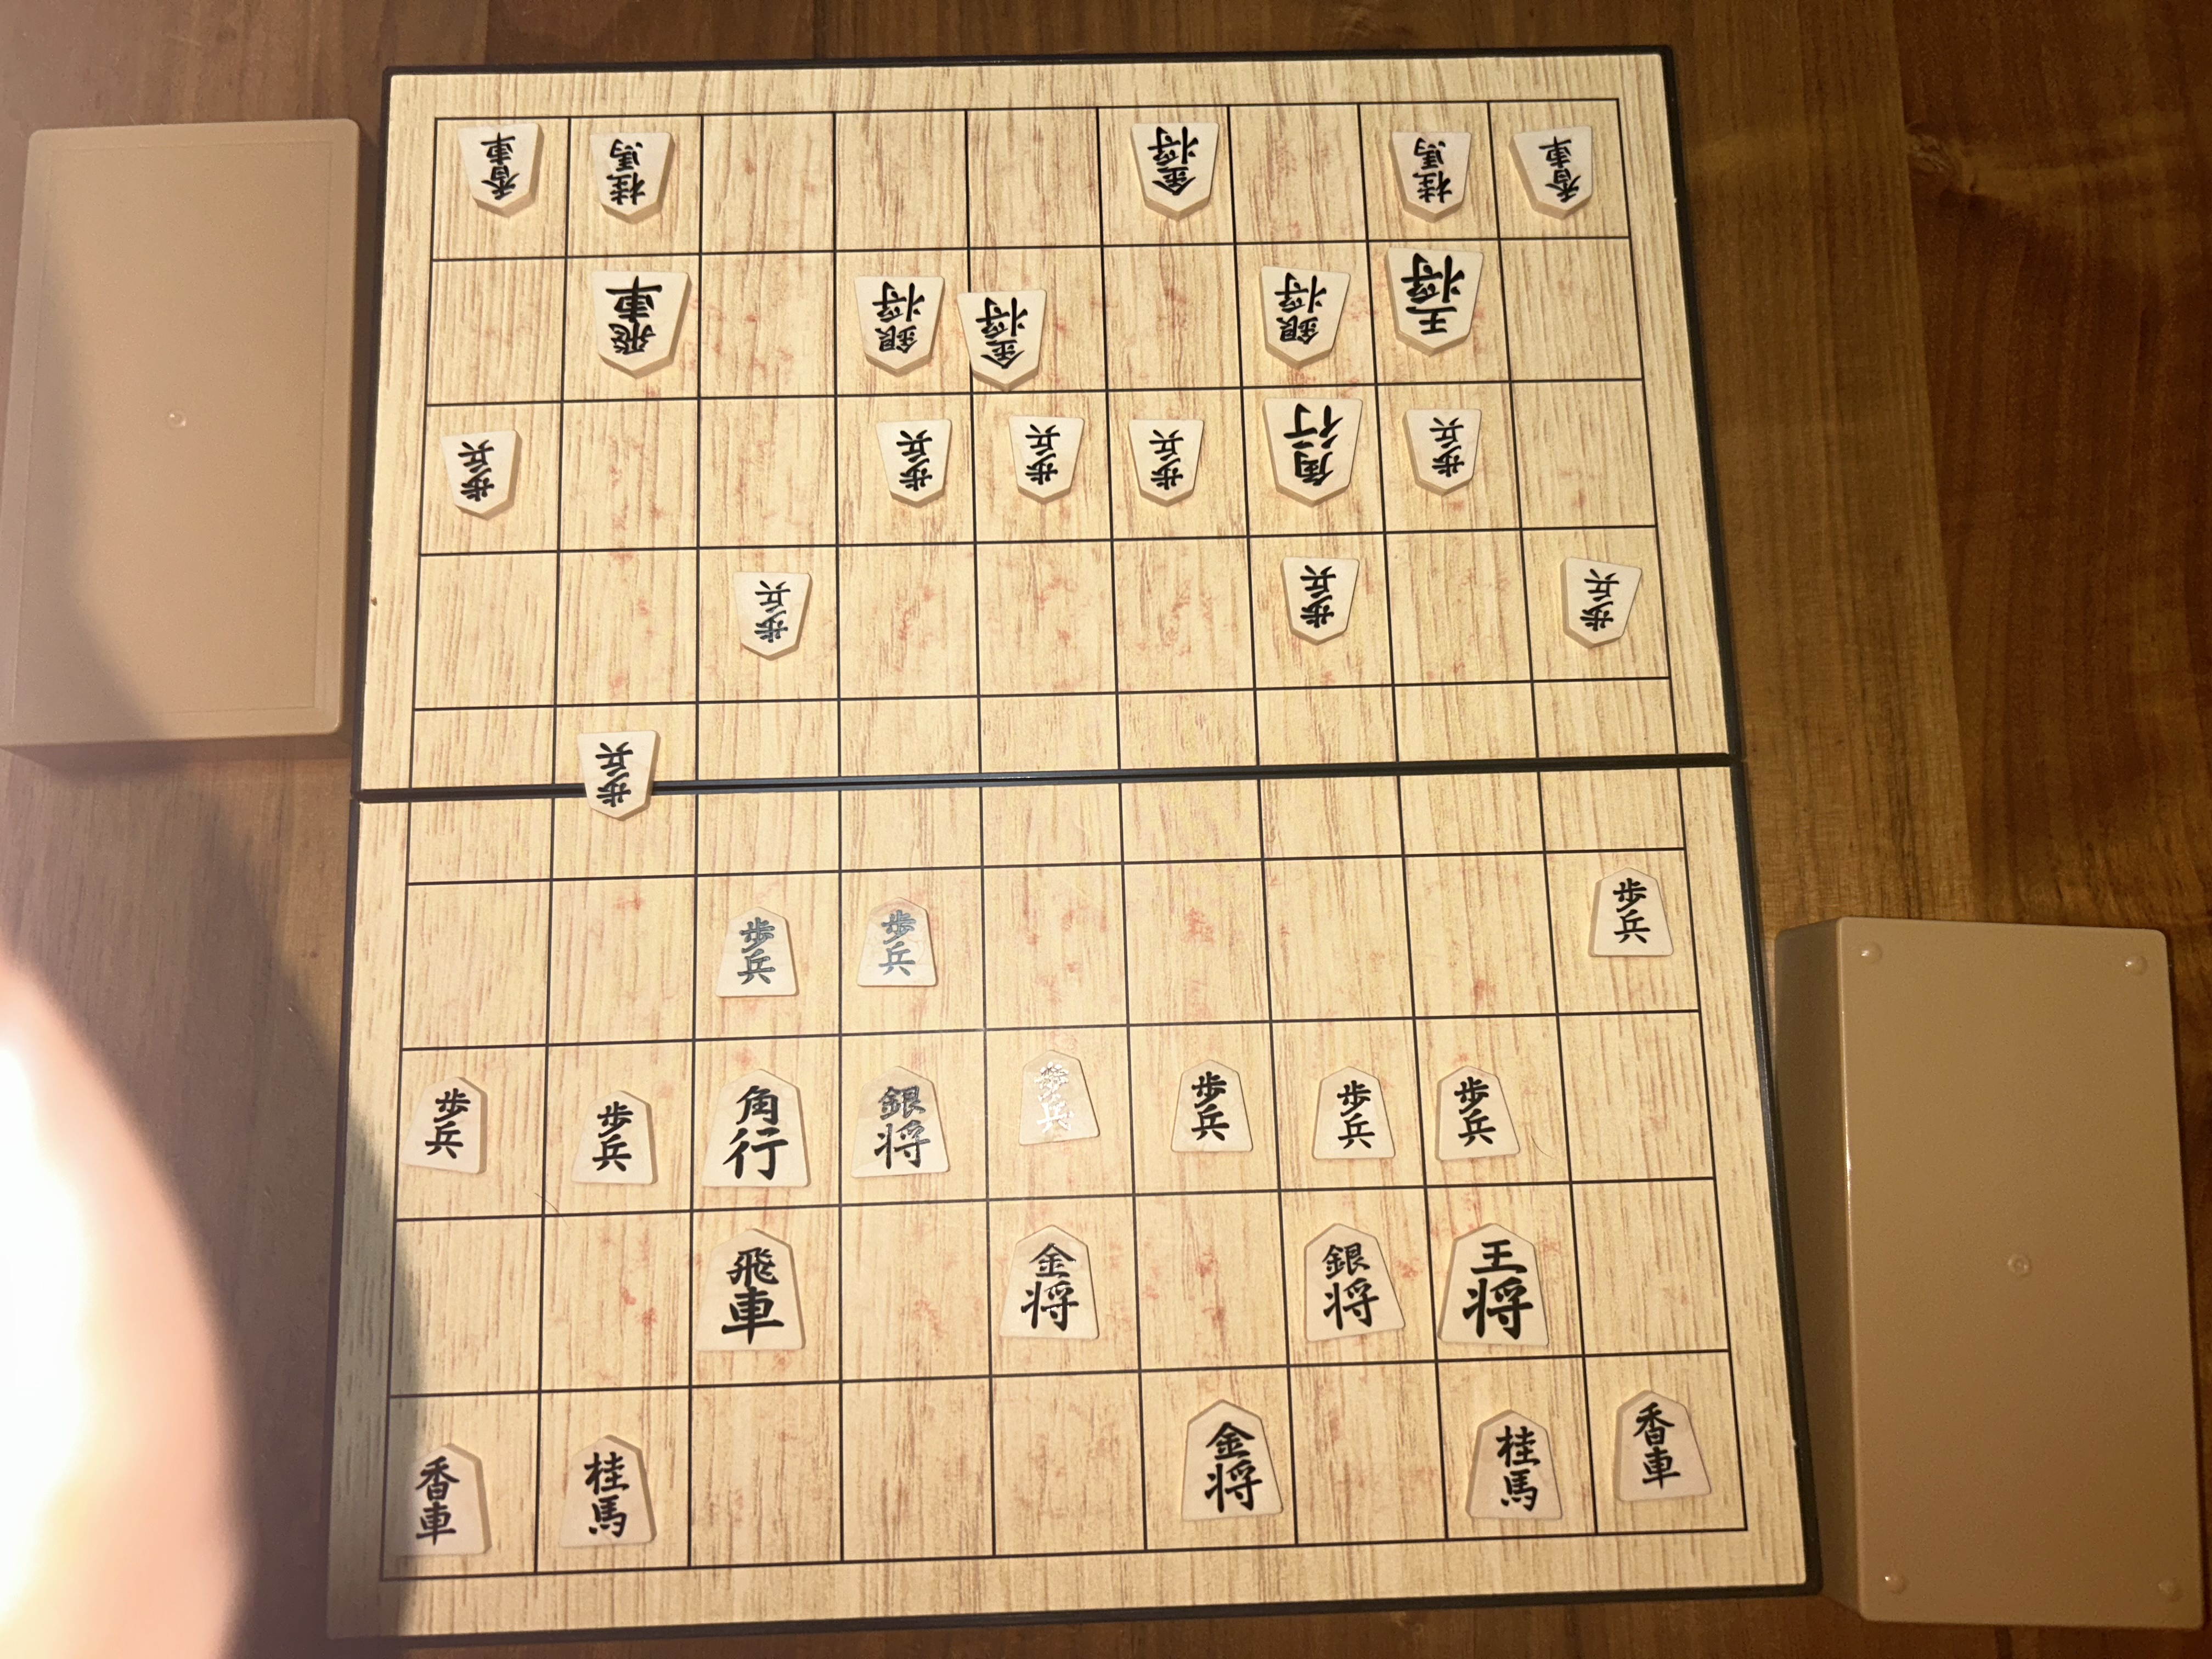 香車 桂馬 金将 桂馬 香車
飛車 銀将 金将 銀将 王将
歩兵 歩兵 歩兵 歩兵 角行 歩兵
歩兵 歩兵 歩兵
歩兵
歩兵 歩兵 歩兵
歩兵 歩兵 角行 銀将 歩兵 歩兵 歩兵 歩兵
飛車 金将 銀将 王将
香車 桂馬 金将 桂馬 香車